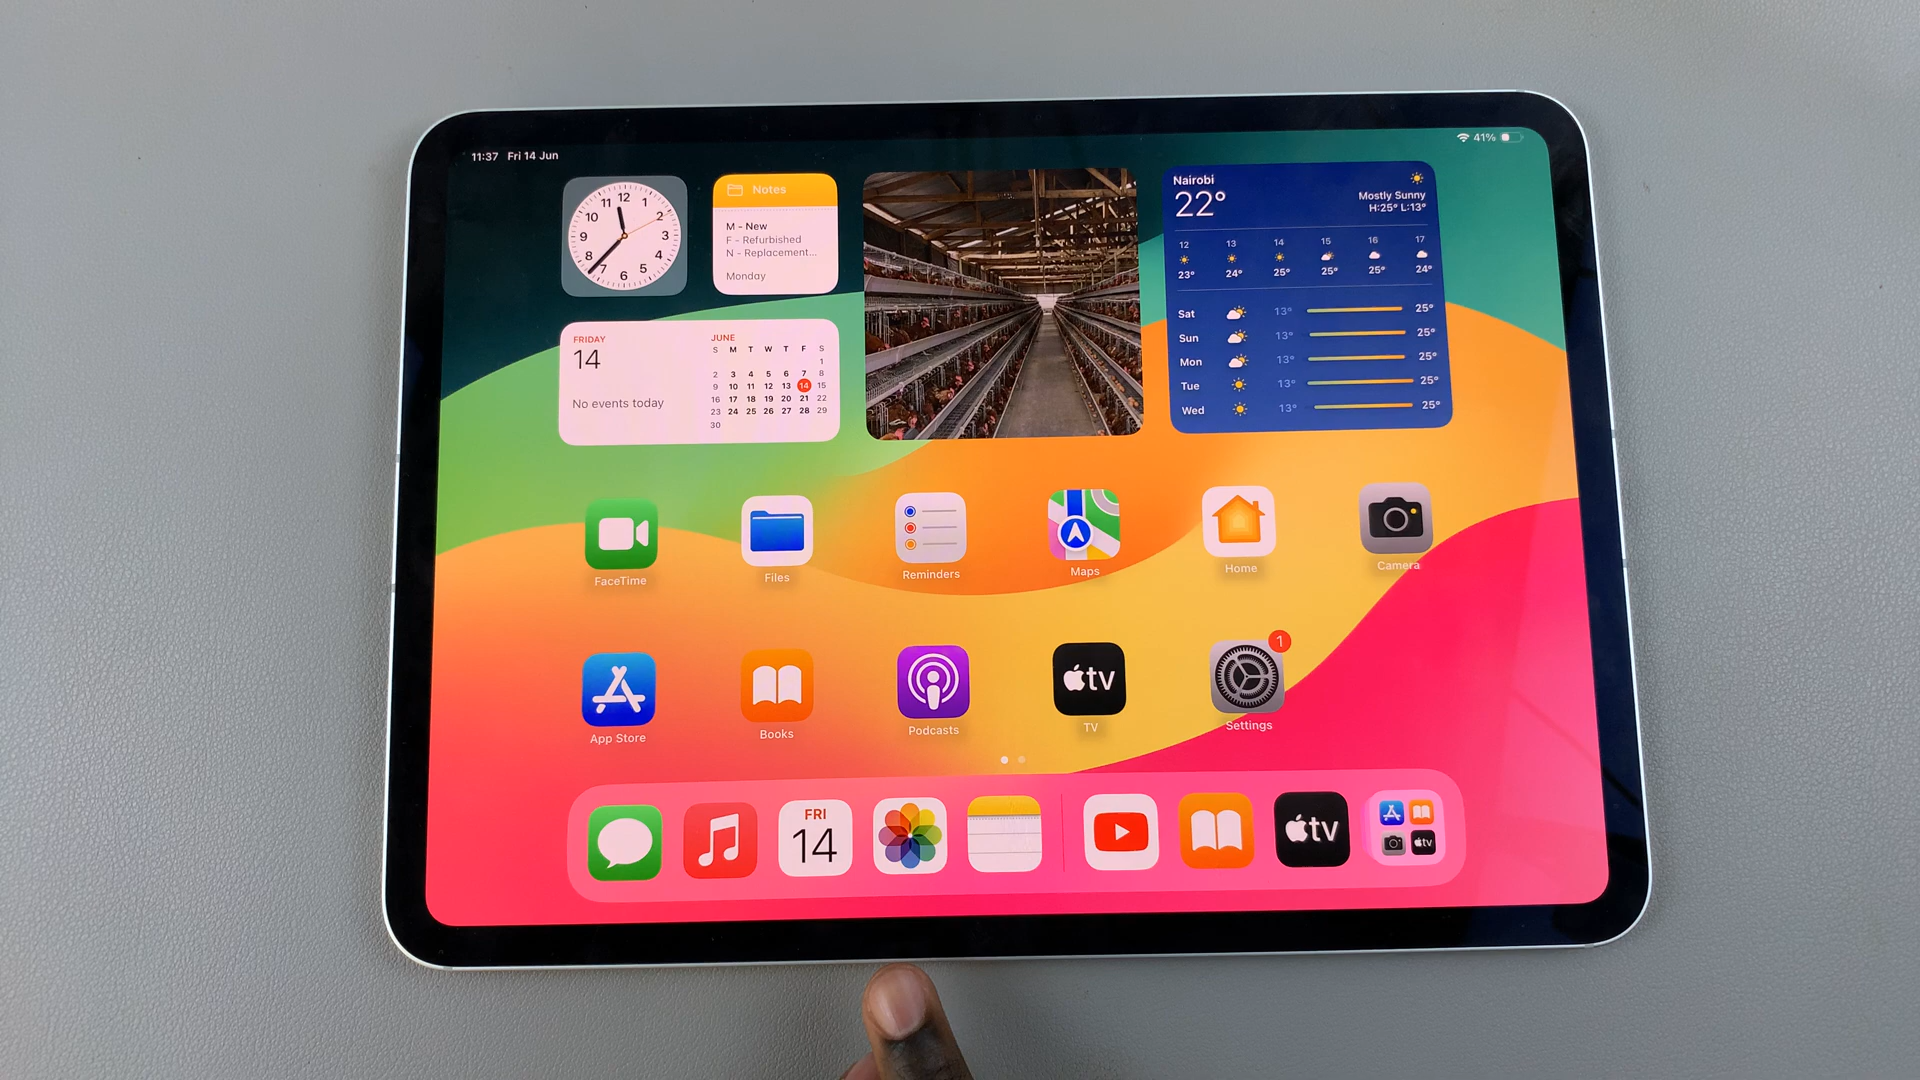 11:37 Fri 14 Jun
41%
12
1
2
3
4
5
6
7
8
9
10
11
Notes
M - New
F - Refurbished
N - Replacement...
Monday
Nairobi
22°
Mostly Sunny
H:25° L:13°
12 13 14 15 16 17
23° 24° 25° 25° 25° 24°
Sat 13° 25°
Sun 13° 25°
Mon 13° 25°
Tue 13° 25°
Wed 13° 25°
FRIDAY
14
No events today
JUNE
S M T W T F S
1
2 3 4 5 6 7 8
9 10 11 12 13 14 15
16 17 18 19 20 21 22
23 24 25 26 27 28 29
30
FaceTime
Files
Reminders
Maps
Home
Camera
tv
1
App Store
Books
Podcasts
TV
Settings
FRI
14
tv
tv